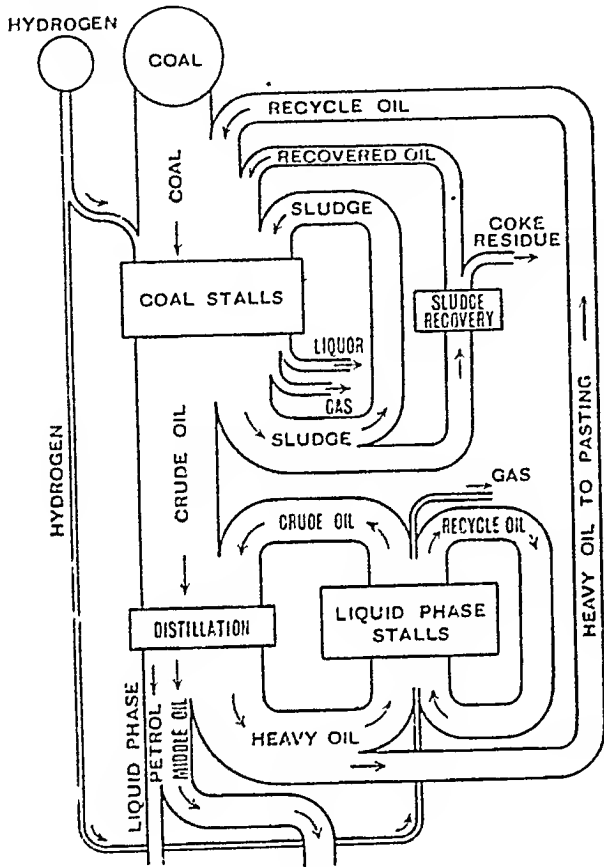 HYDROGEN
COAL
RECYCLE OIL
RECOVERED OIL
COAL
SLUDGE
COKE
RESIDUE
COAL STALLS
SLUDGE
RECOVERY
LIQUOR
GAS
SLUDGE
HYDROGEN
CRUDE OIL
HEAVY OIL TO PASTING
GAS
CRUDE OIL
RECYCLE OIL
DISTILLATION
LIQUID PHASE
STALLS
LIQUID PHASE
PETROL
MIDDLE OIL
HEAVY OIL